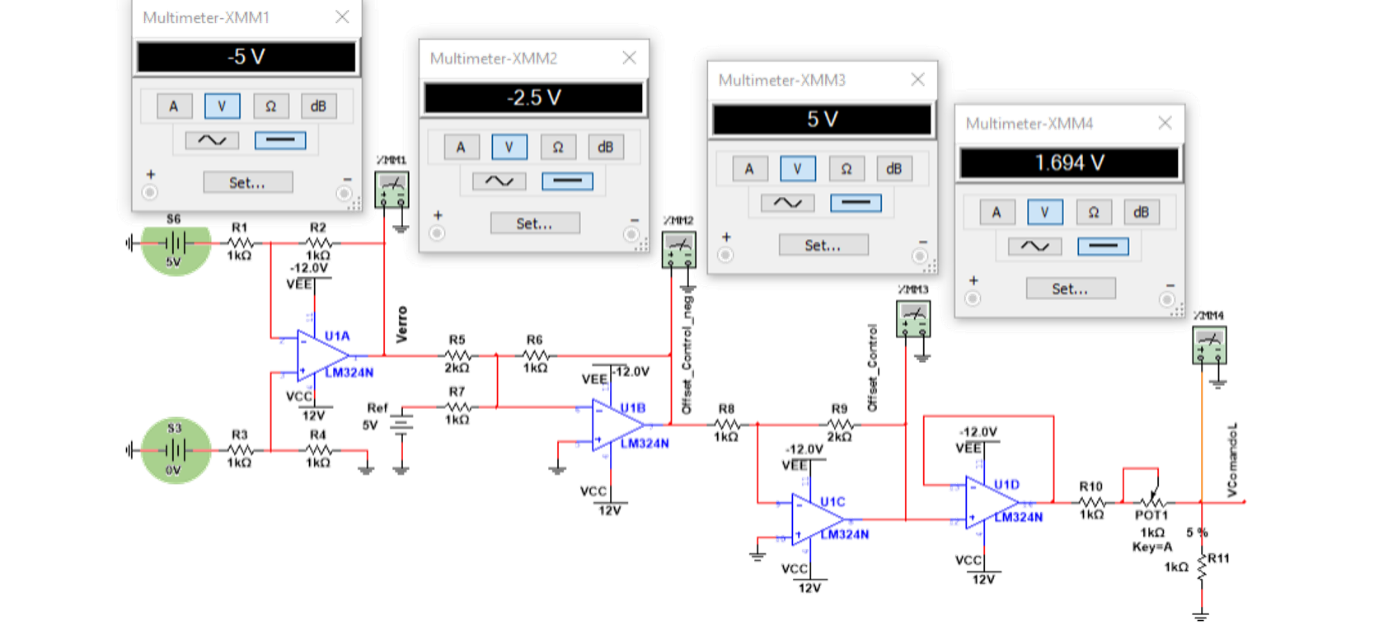 Multimeter-XMM1
-5 V
A V Ω dB
+ −
Set...
Multimeter-XMM2
-2.5 V
A V Ω dB
+ −
Set...
Multimeter-XMM3
5 V
A V Ω dB
+ −
Set...
Multimeter-XMM4
1.694 V
A V Ω dB
+ −
Set...
XMM1
XMM2
XMM3
XMM4
S6
5V
R1
1kΩ
R2
1kΩ
-12.0V
VEE
U1A
LM324N
VCC
12V
Verro
S3
0V
R3
1kΩ
R4
1kΩ
R5
2kΩ
R6
1kΩ
Ref
5V
R7
1kΩ
VEE
-12.0V
U1B
LM324N
VCC
12V
Offset_Control_neg
R8
1kΩ
R9
2kΩ
Offset_Control
-12.0V
VEE
U1C
LM324N
VCC
12V
-12.0V
VEE
U1D
LM324N
VCC
12V
R10
1kΩ
POT1
1kΩ
Key=A
5 %
R11
1kΩ
VComandoL